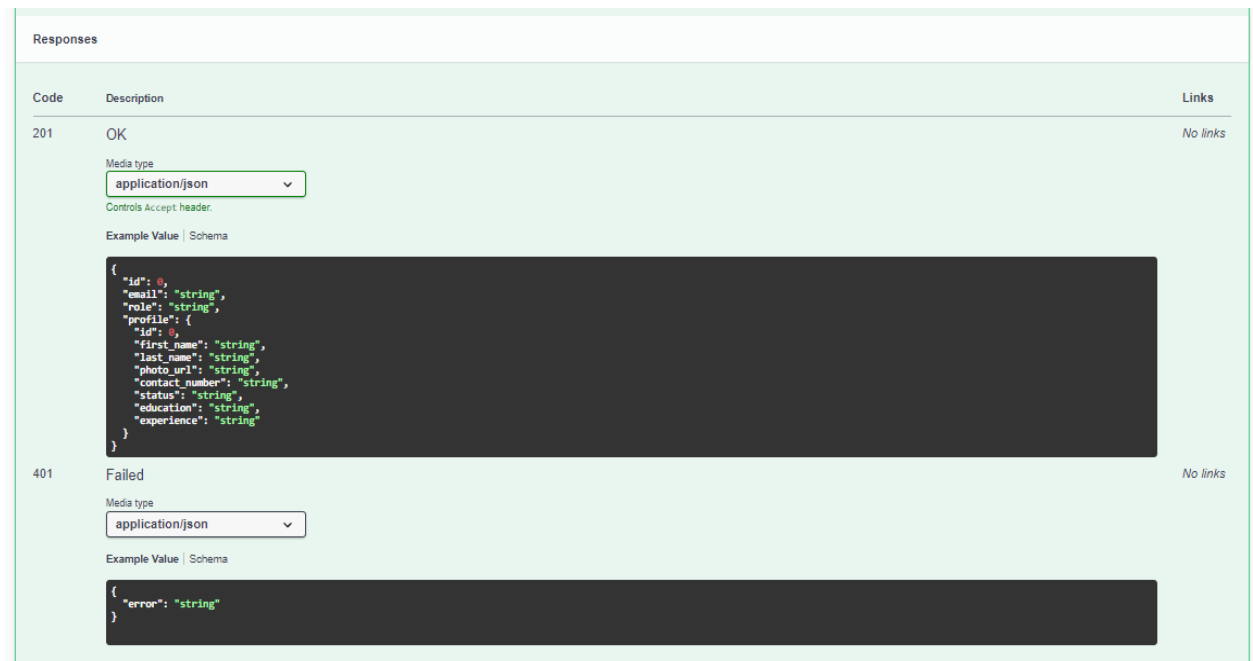 Responses
Code Description Links
201 OK No links
Media type
application/json
Controls Accept header.
Example Value Schema
{
  "id": 0,
  "email": "string",
  "role": "string",
  "profile": {
    "id": 0,
    "first_name": "string",
    "last_name": "string",
    "photo_url": "string",
    "contact_number": "string",
    "status": "string",
    "education": "string",
    "experience": "string"
  }
}
401 Failed No links
Media type
application/json
Example Value Schema
{
  "error": "string"
}